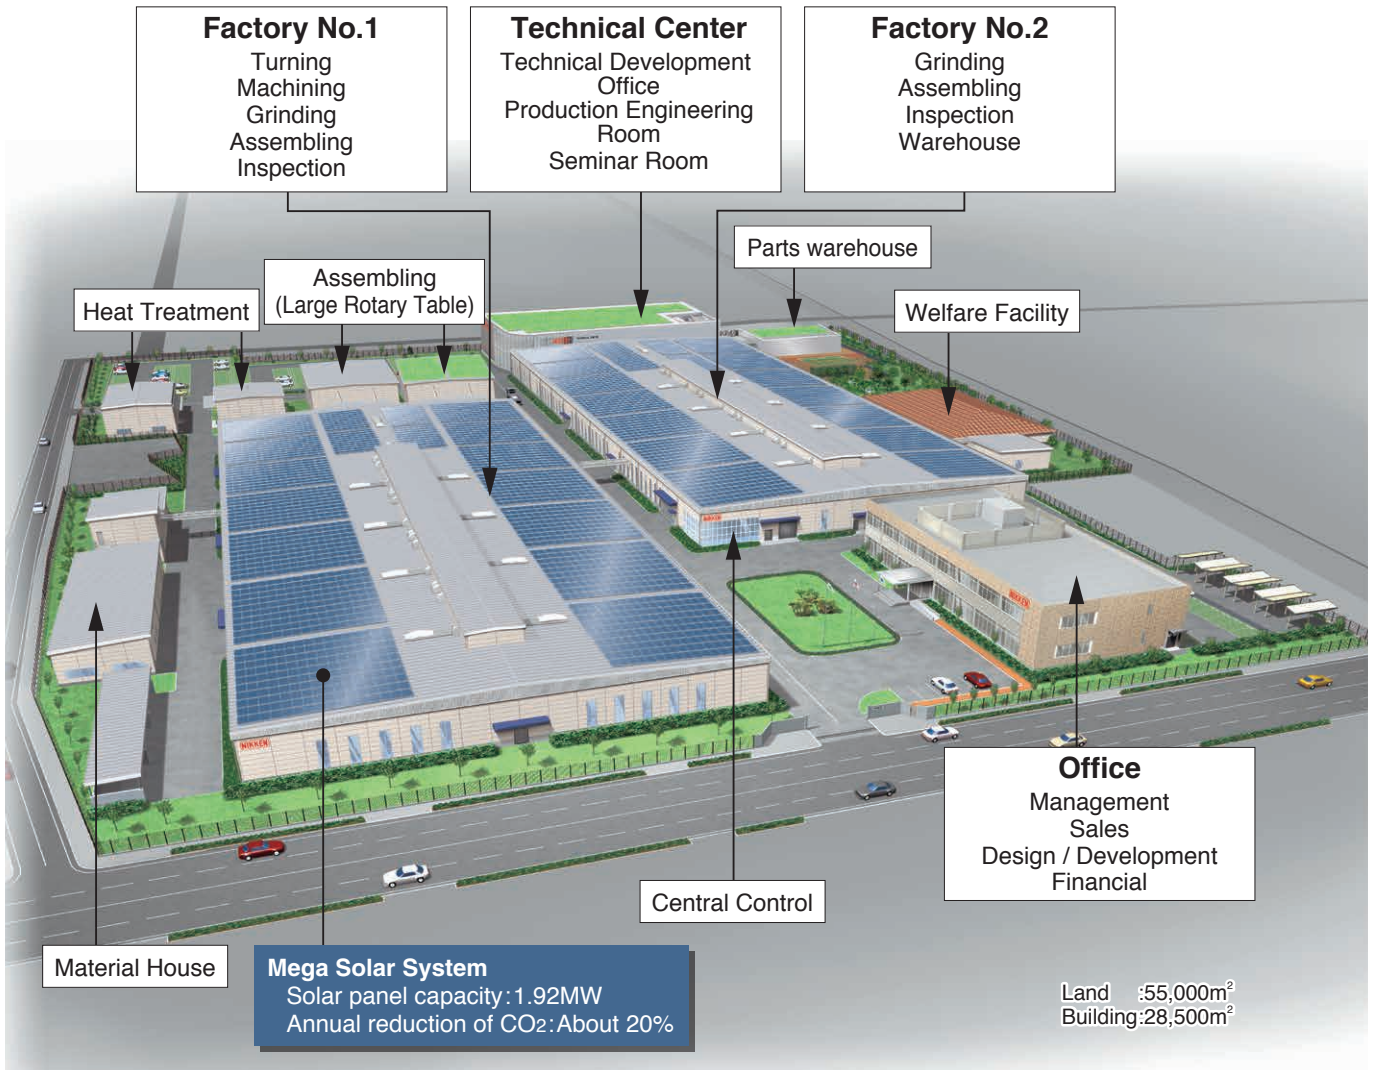 Factory No.1
Turning
Machining
Grinding
Assembling
Inspection
Technical Center
Technical Development
Office
Production Engineering
Room
Seminar Room
Factory No.2
Grinding
Assembling
Inspection
Warehouse
Parts warehouse
Assembling
(Large Rotary Table)
Heat Treatment
Welfare Facility
NIKKEN
NIKKEN
NIKKEN
Office
Management
Sales
Design / Development
Financial
Central Control
Material House
Mega Solar System
Solar panel capacity:1.92MW
Annual reduction of CO2:About 20%
Land :55,000m²
Building:28,500m²